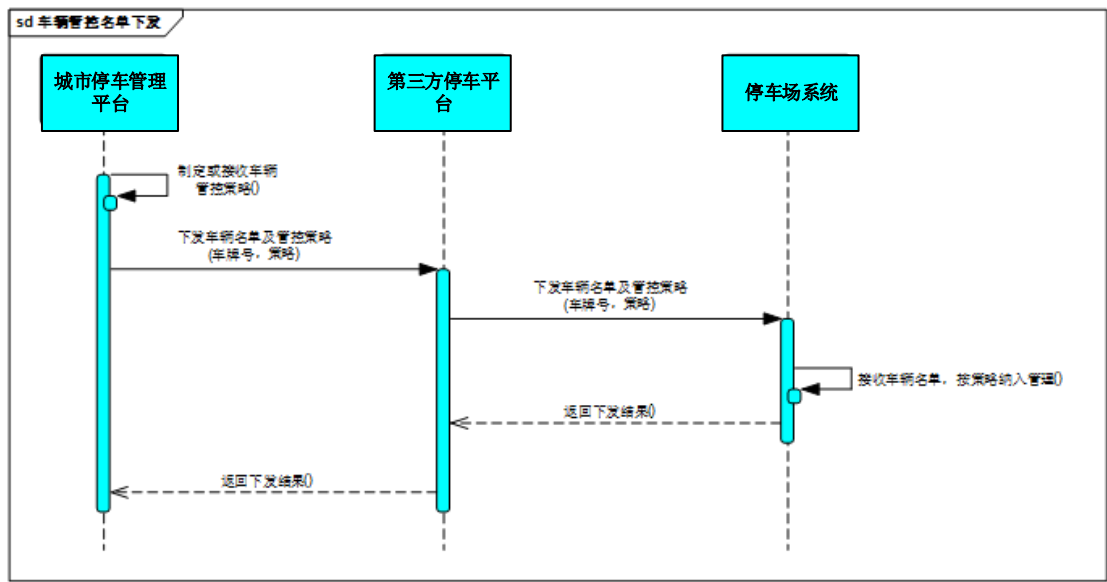 sd 车辆管控名单下发
城市停车管理
平台
第三方停车平
台
停车场系统
制定或接收车辆
管控策略()
下发车辆名单及管控策略
(车牌号，策略)
下发车辆名单及管控策略
(车牌号，策略)
接收车辆名单，按策略纳入管理()
返回下发结果()
返回下发结果()